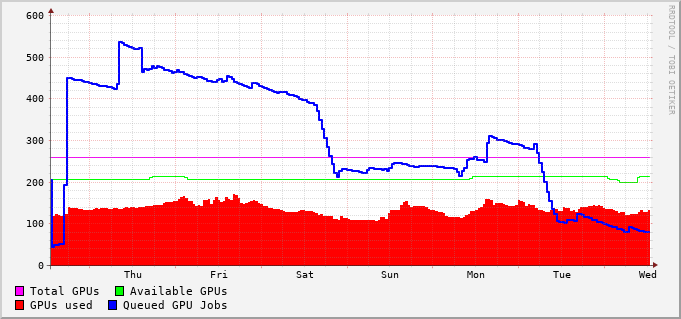 600
500
400
300
200
100
0
Thu Fri Sat Sun Mon Tue Wed
Total GPUs Available GPUs
GPUs used Queued GPU Jobs
RRDTOOL / TOBI OETIKER